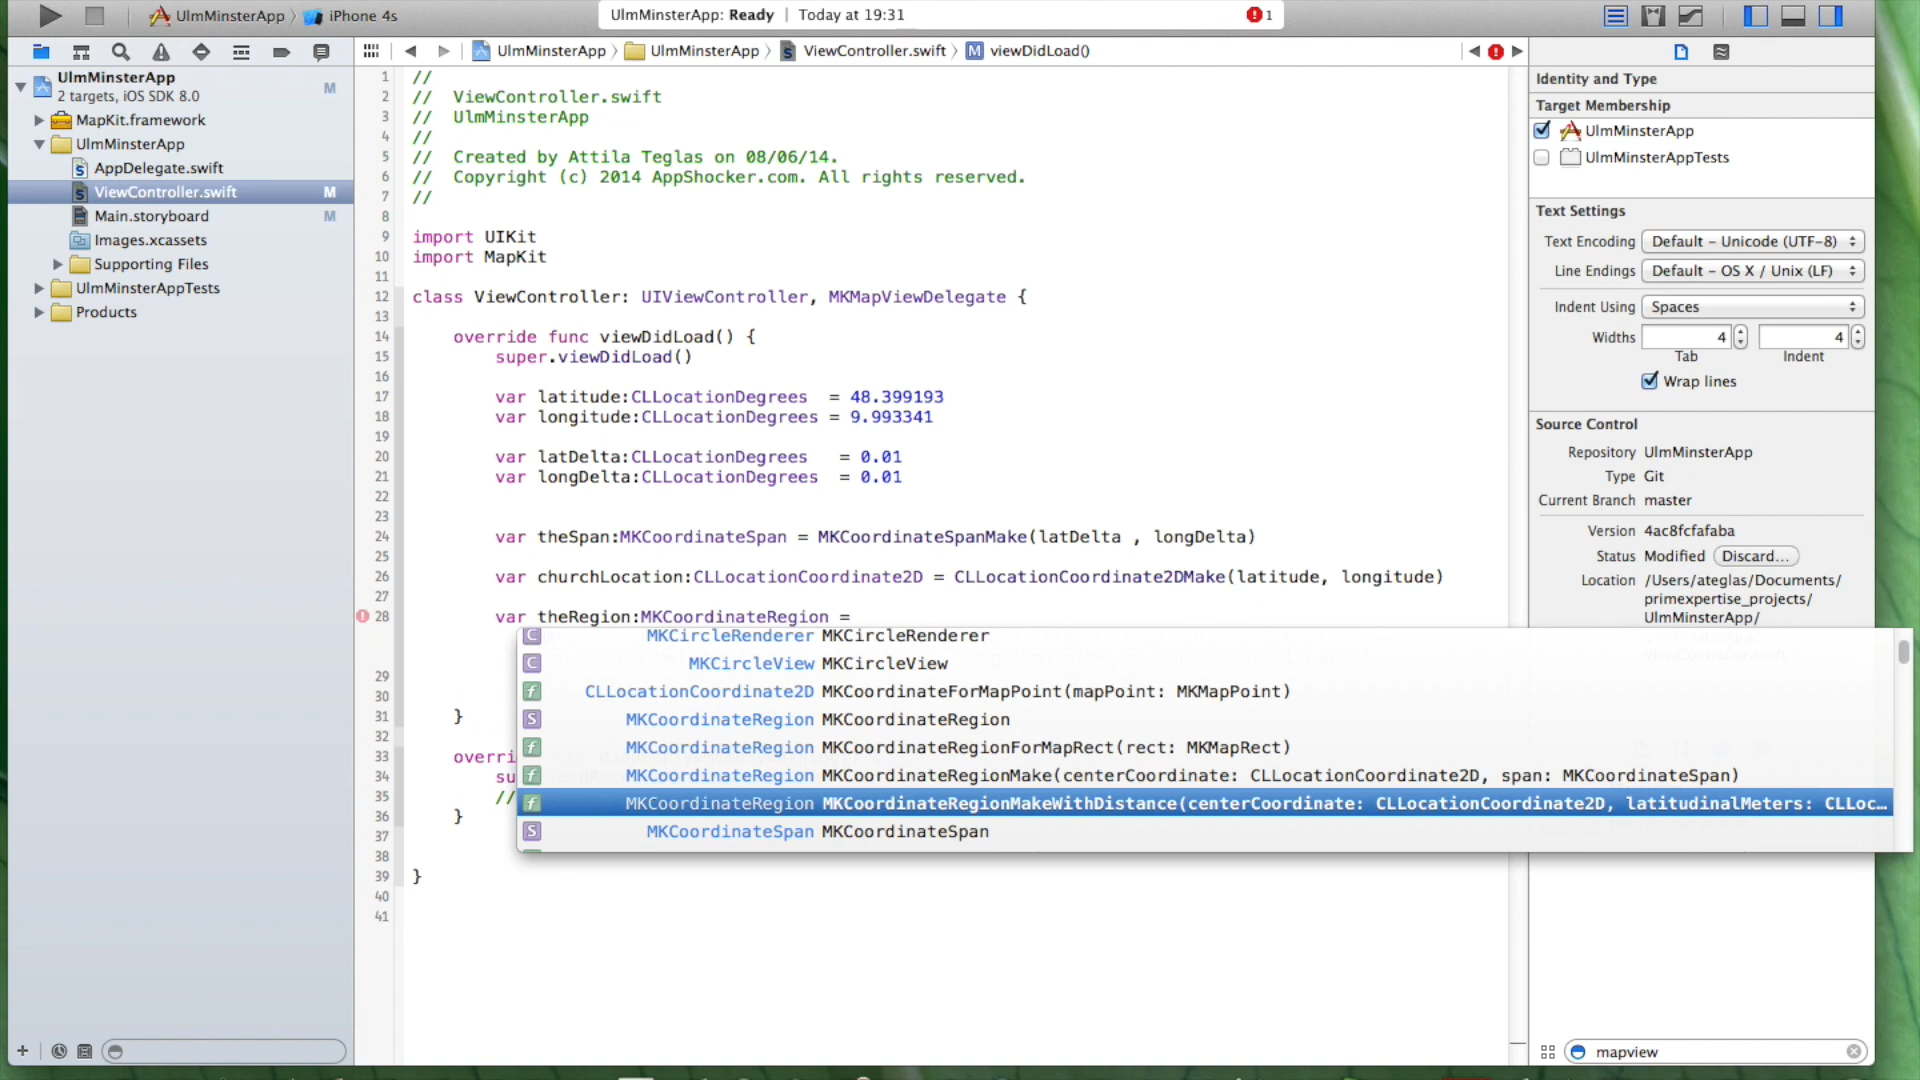 UlmMinsterApp
iPhone 4s
UlmMinsterApp: Ready | Today at 19:31
1
UlmMinsterApp
UlmMinsterApp
ViewController.swift
M viewDidLoad()
UlmMinsterApp
2 targets, iOS SDK 8.0
M
MapKit.framework
UlmMinsterApp
AppDelegate.swift
ViewController.swift M
Main.storyboard M
Images.xcassets
Supporting Files
UlmMinsterAppTests
Products
1 //
2 // ViewController.swift
3 // UlmMinsterApp
4 //
5 // Created by Attila Teglas on 08/06/14.
6 // Copyright (c) 2014 AppShocker.com. All rights reserved.
7 //
8
9 import UIKit
10 import MapKit
11
12 class ViewController: UIViewController, MKMapViewDelegate {
13
14 override func viewDidLoad() {
15 super.viewDidLoad()
16
17 var latitude:CLLocationDegrees = 48.399193
18 var longitude:CLLocationDegrees = 9.993341
19
20 var latDelta:CLLocationDegrees = 0.01
21 var longDelta:CLLocationDegrees = 0.01
22
23
24 var theSpan:MKCoordinateSpan = MKCoordinateSpanMake(latDelta , longDelta)
25
26 var churchLocation:CLLocationCoordinate2D = CLLocationCoordinate2DMake(latitude, longitude)
27
28 var theRegion:MKCoordinateRegion =
C MKCircleRenderer MKCircleRenderer
C MKCircleView MKCircleView
f CLLocationCoordinate2D MKCoordinateForMapPoint(mapPoint: MKMapPoint)
S MKCoordinateRegion MKCoordinateRegion
f MKCoordinateRegion MKCoordinateRegionForMapRect(rect: MKMapRect)
f MKCoordinateRegion MKCoordinateRegionMake(centerCoordinate: CLLocationCoordinate2D, span: MKCoordinateSpan)
f MKCoordinateRegion MKCoordinateRegionMakeWithDistance(centerCoordinate: CLLocationCoordinate2D, latitudinalMeters: CLLoc...
S MKCoordinateSpan MKCoordinateSpan
29
30
31 }
32
33 overri
34 su
35 //
36 }
37
38
39 }
40
41
Identity and Type
Target Membership
UlmMinsterApp
UlmMinsterAppTests
Text Settings
Text Encoding Default - Unicode (UTF-8)
Line Endings Default - OS X / Unix (LF)
Indent Using Spaces
Widths 4 4
Tab Indent
Wrap lines
Source Control
Repository UlmMinsterApp
Type Git
Current Branch master
Version 4ac8fcfafaba
Status Modified Discard...
Location /Users/ateglas/Documents/
primexpertise_projects/
UlmMinsterApp/
mapview